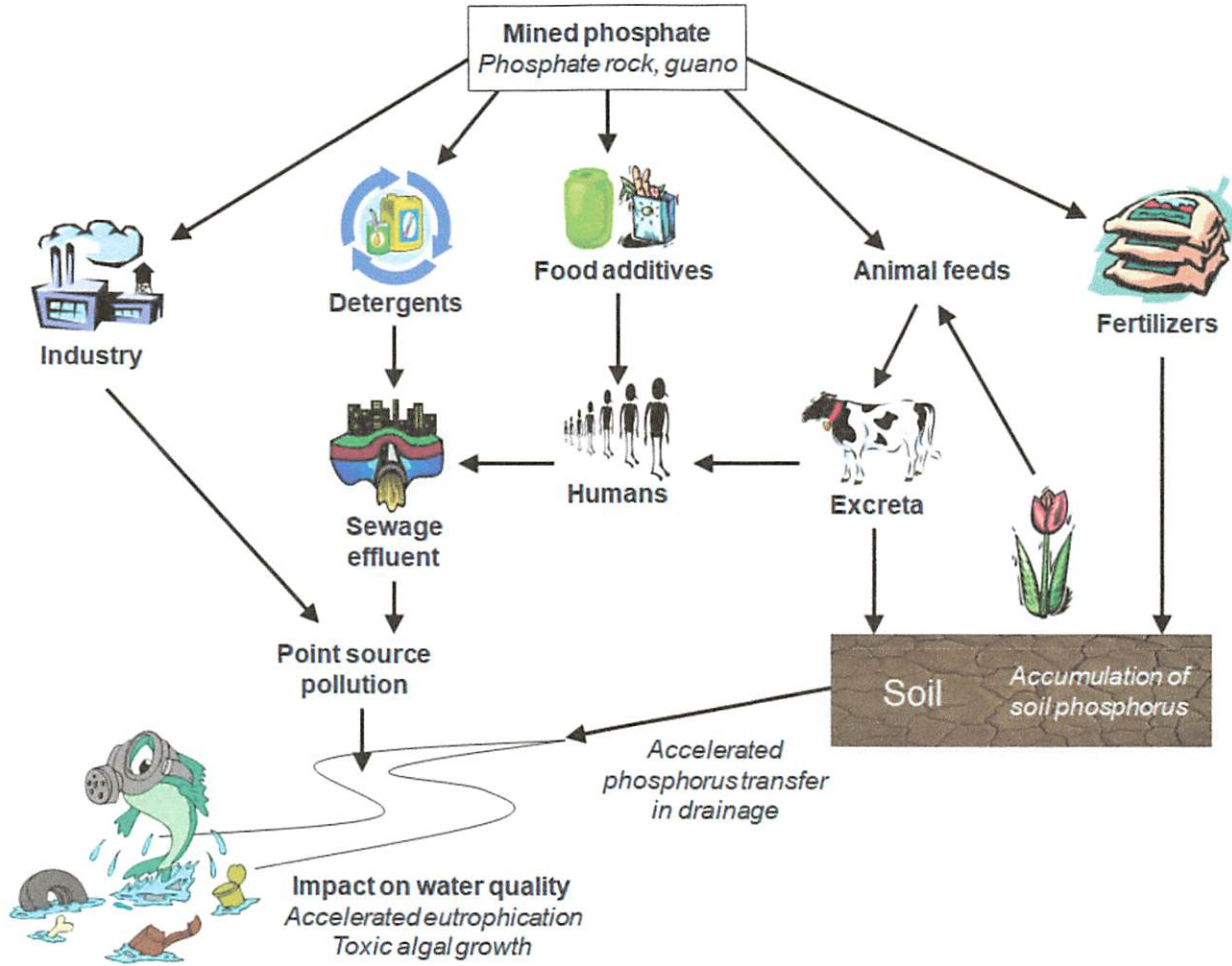 Mined phosphate
Phosphate rock, guano
Detergents
Food additives
Animal feeds
Fertilizers
Industry
Sewage
effluent
Humans
Excreta
Point source
pollution
Soil
Accumulation of
soil phosphorus
Accelerated
phosphorus transfer
in drainage
Impact on water quality
Accelerated eutrophication
Toxic algal growth